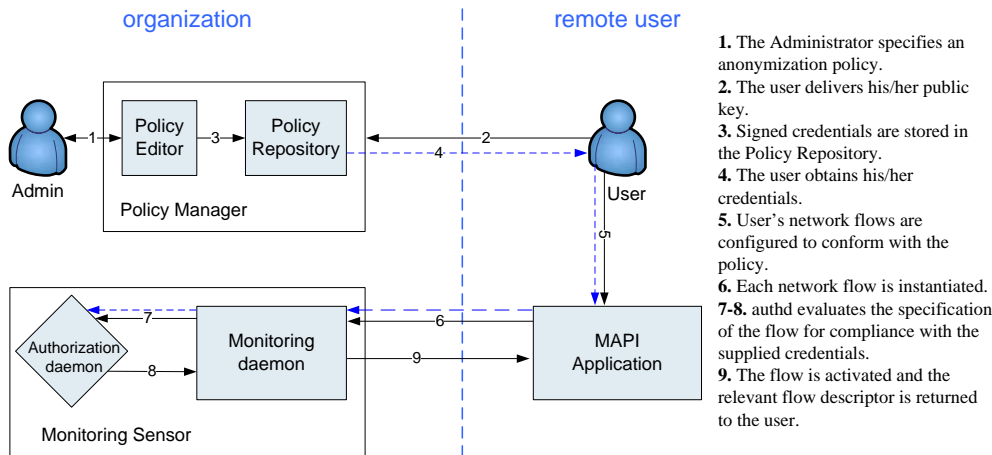 organization
remote user
1
Policy
Editor
3
Policy
Repository
2
4
Admin
Policy Manager
User
5
7
Authorization
daemon
8
Monitoring
daemon
6
9
MAPI
Application
Monitoring Sensor
1. The Administrator specifies an
anonymization policy.
2. The user delivers his/her public
key.
3. Signed credentials are stored in
the Policy Repository.
4. The user obtains his/her
credentials.
5. User's network flows are
configured to conform with the
policy.
6. Each network flow is instantiated.
7-8. authd evaluates the specification
of the flow for compliance with the
supplied credentials.
9. The flow is activated and the
relevant flow descriptor is returned
to the user.